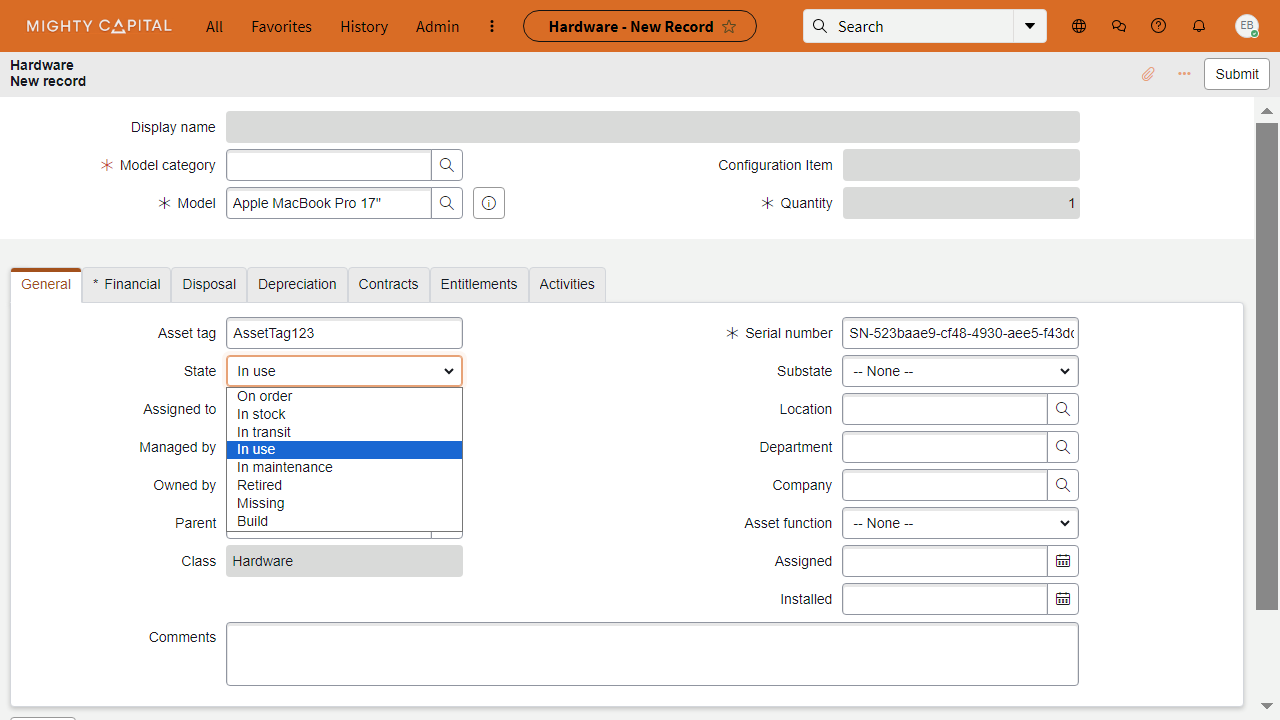 MIGHTY CAPITAL All Favorites History Admin Hardware - New Record Search EB
Hardware
New record
Submit
Display name
Model category Configuration Item
Model Apple MacBook Pro 17" Quantity 1
General * Financial Disposal Depreciation Contracts Entitlements Activities
Asset tag AssetTag123 Serial number SN-523baae9-cf48-4930-aee5-f43dc
State In use Substate -- None --
On order
In stock
In transit
In use
In maintenance
Retired
Missing
Build
Assigned to Location
Managed by Department
Owned by Company
Parent Asset function -- None --
Class Hardware Assigned
Installed
Comments